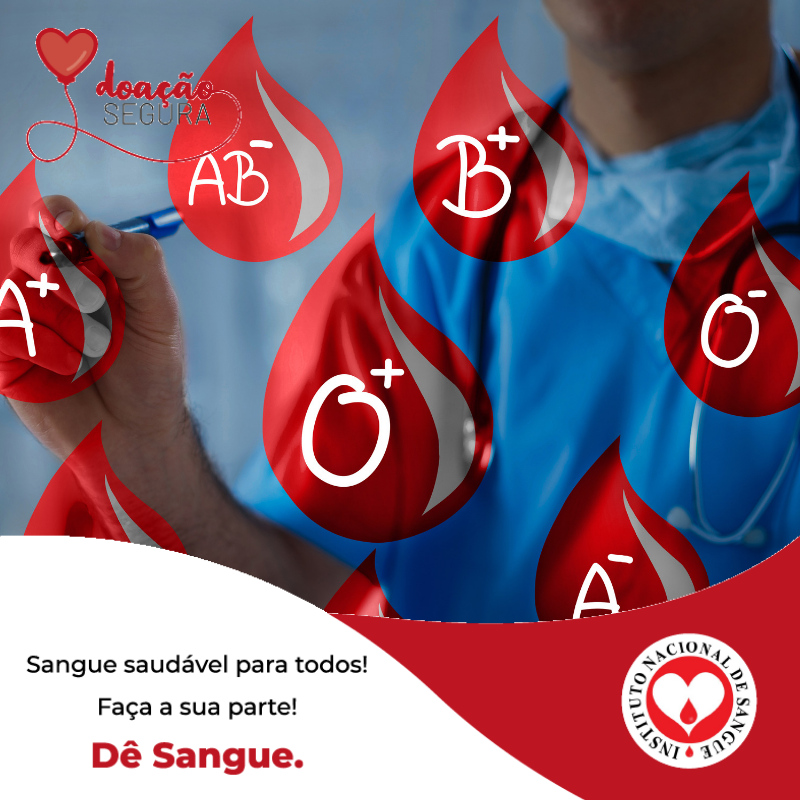 doação
SEGURA
AB-
B+
A+
O-
O+
A-
Sangue saudável para todos!
Faça a sua parte!
Dê Sangue.
INSTITUTO NACIONAL DE SANGUE